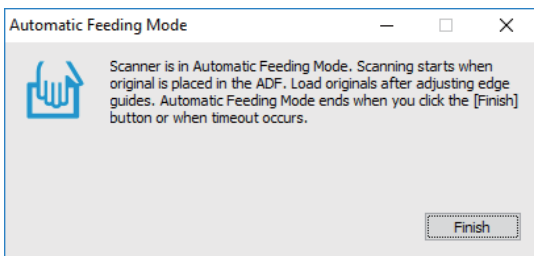 Automatic Feeding Mode
Scanner is in Automatic Feeding Mode. Scanning starts when
original is placed in the ADF. Load originals after adjusting edge
guides. Automatic Feeding Mode ends when you click the [Finish]
button or when timeout occurs.
Finish